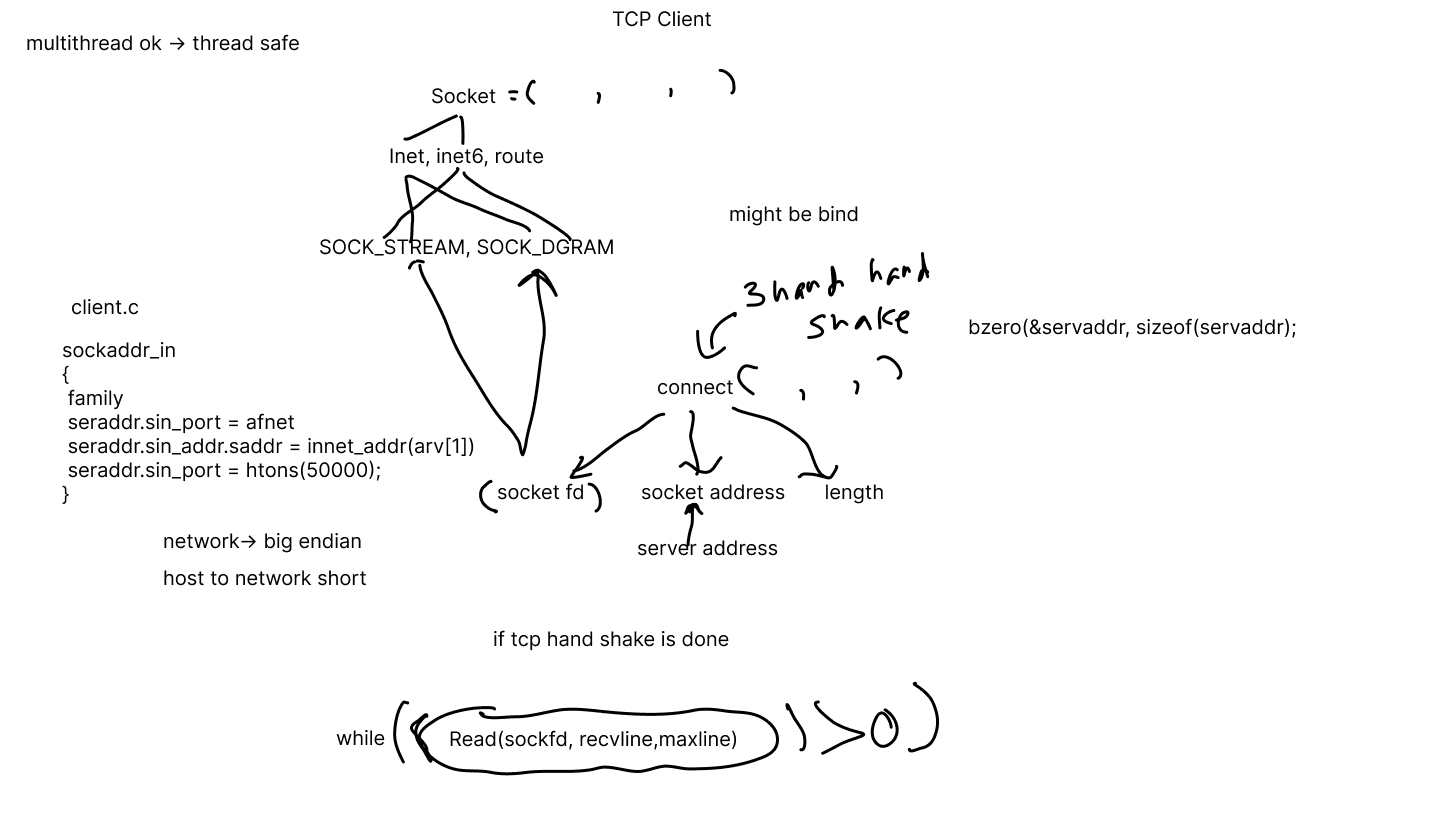 TCP Client
multithread ok → thread safe
Socket = ( , , )
Inet, inet6, route
might be bind
SOCK_STREAM, SOCK_DGRAM
3 hand hand
shake
client.c
bzero(&servaddr, sizeof(servaddr);
sockaddr_in
{
family
seraddr.sin_port = afnet
seraddr.sin_addr.saddr = innet_addr(arv[1])
seraddr.sin_port = htons(50000);
}
connect ( , , )
(socket fd) socket address length
server address
network→ big endian
host to network short
if tcp hand shake is done
while ((Read(sockfd, recvline,maxline) ) > 0 )